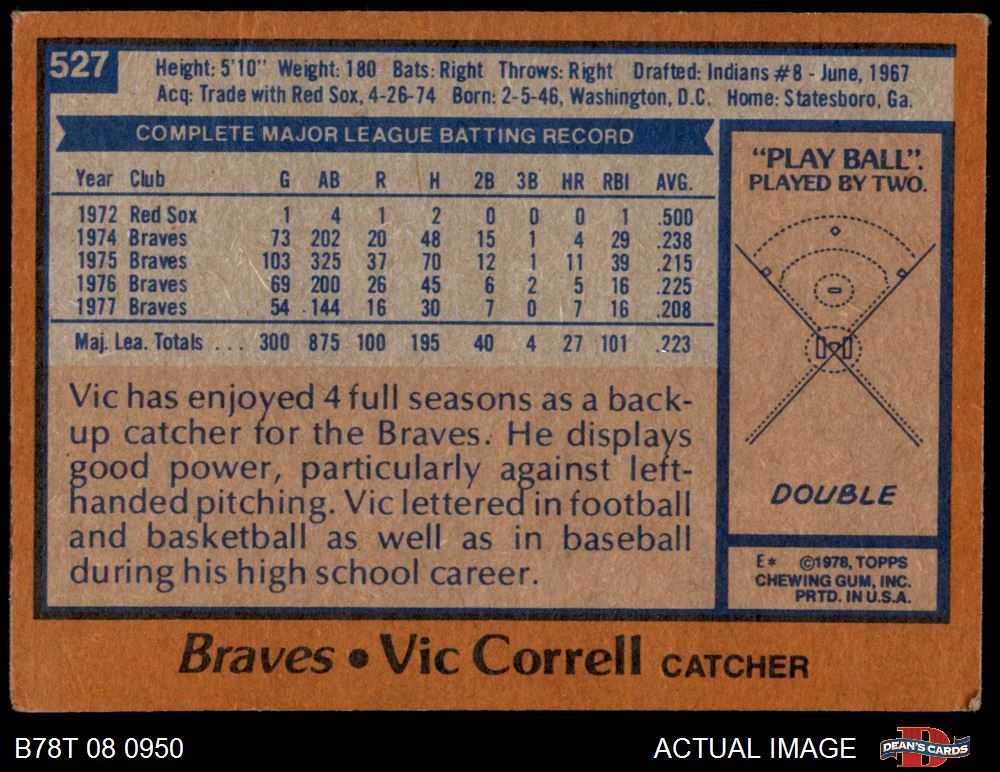 527
Height: 5'10" Weight: 180 Bats: Right Throws: Right Drafted: Indians #8 - June, 1967
Acq: Trade with Red Sox, 4-26-74 Born: 2-5-46, Washington, D.C. Home: Statesboro, Ga.
COMPLETE MAJOR LEAGUE BATTING RECORD
Year Club G AB R H 2B 3B HR RBI AVG.
1972 Red Sox 1 4 1 2 0 0 0 1 .500
1974 Braves 73 202 20 48 15 1 4 29 .238
1975 Braves 103 325 37 70 12 1 11 39 .215
1976 Braves 69 200 26 45 6 2 5 16 .225
1977 Braves 54 144 16 30 7 0 7 16 .208
Maj. Lea. Totals ... 300 875 100 195 40 4 27 101 .223
Vic has enjoyed 4 full seasons as a back-
up catcher for the Braves. He displays
good power, particularly against left-
handed pitching. Vic lettered in football
and basketball as well as in baseball
during his high school career.
"PLAY BALL".
PLAYED BY TWO.
DOUBLE
E* ©1978, TOPPS
CHEWING GUM, INC.
PRTD. IN U.S.A.
Braves • Vic Correll CATCHER
B78T 08 0950
ACTUAL IMAGE
D
DEAN'S CARDS